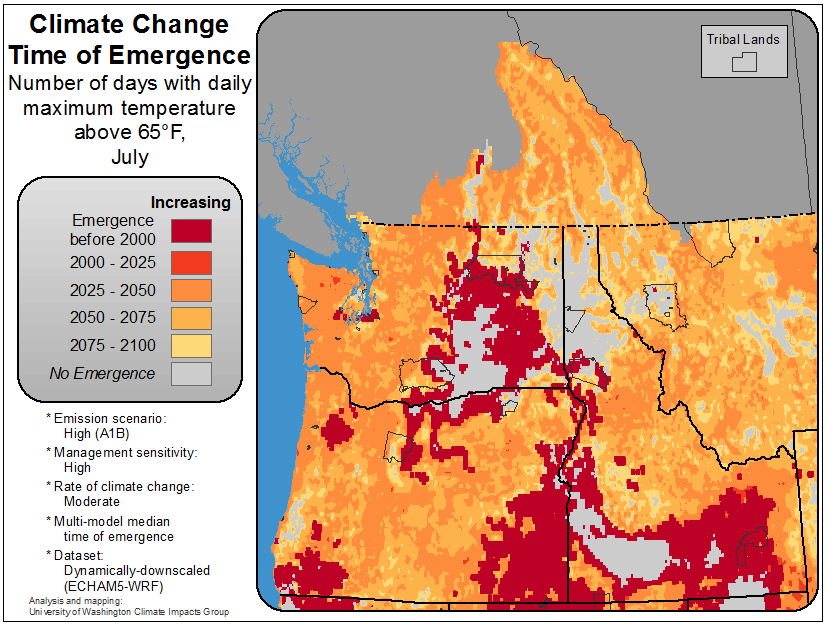 Climate Change
Time of Emergence
Number of days with daily
maximum temperature
above 65°F,
July
Increasing
Emergence
before 2000
2000 - 2025
2025 - 2050
2050 - 2075
2075 - 2100
No Emergence
* Emission scenario:
High (A1B)
* Management sensitivity:
High
* Rate of climate change:
Moderate
* Multi-model median
time of emergence
* Dataset:
Dynamically-downscaled
(ECHAM5-WRF)
Analysis and mapping:
University of Washington Climate Impacts Group
Tribal Lands